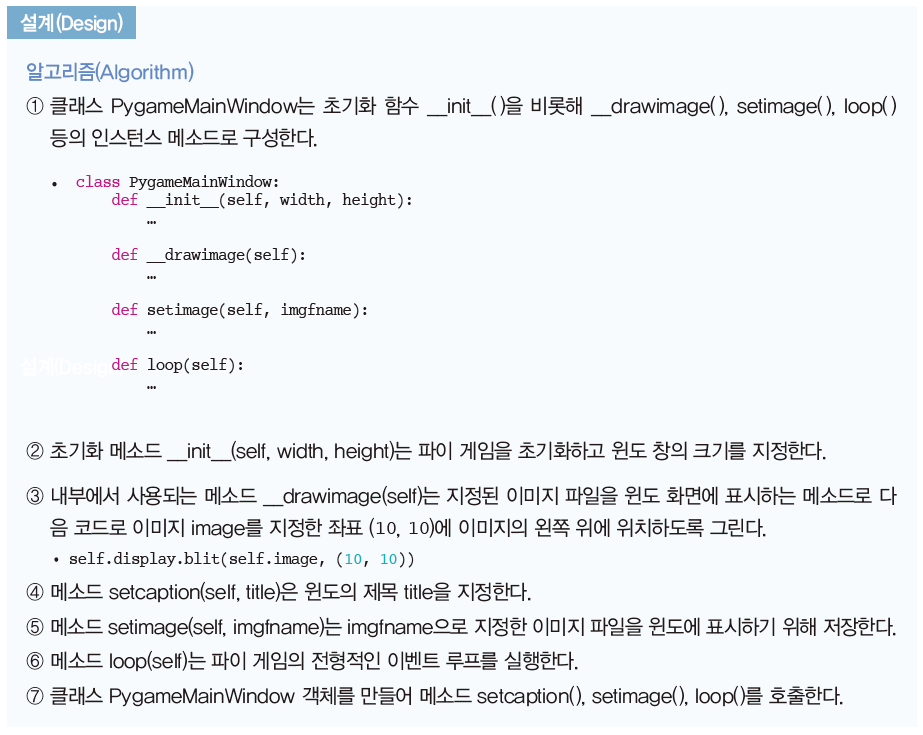 설계(Design)
알고리즘(Algorithm)
① 클래스 PygameMainWindow는 초기화 함수 __init__()을 비롯해 __drawimage(), setimage(), loop()
등의 인스턴스 메소드로 구성한다.
• class PygameMainWindow:
def __init__(self, width, height):
…
def __drawimage(self):
…
def setimage(self, imgfname):
…
설계(Design)
def loop(self):
…
② 초기화 메소드 __init__(self, width, height)는 파이 게임을 초기화하고 윈도 창의 크기를 지정한다.
③ 내부에서 사용되는 메소드 __drawimage(self)는 지정된 이미지 파일을 윈도 화면에 표시하는 메소드로 다
음 코드로 이미지 image를 지정한 좌표 (10, 10)에 이미지의 왼쪽 위에 위치하도록 그린다.
• self.display.blit(self.image, (10, 10))
④ 메소드 setcaption(self, title)은 윈도의 제목 title을 지정한다.
⑤ 메소드 setimage(self, imgfname)는 imgfname으로 지정한 이미지 파일을 윈도에 표시하기 위해 저장한다.
⑥ 메소드 loop(self)는 파이 게임의 전형적인 이벤트 루프를 실행한다.
⑦ 클래스 PygameMainWindow 객체를 만들어 메소드 setcaption(), setimage(), loop()를 호출한다.